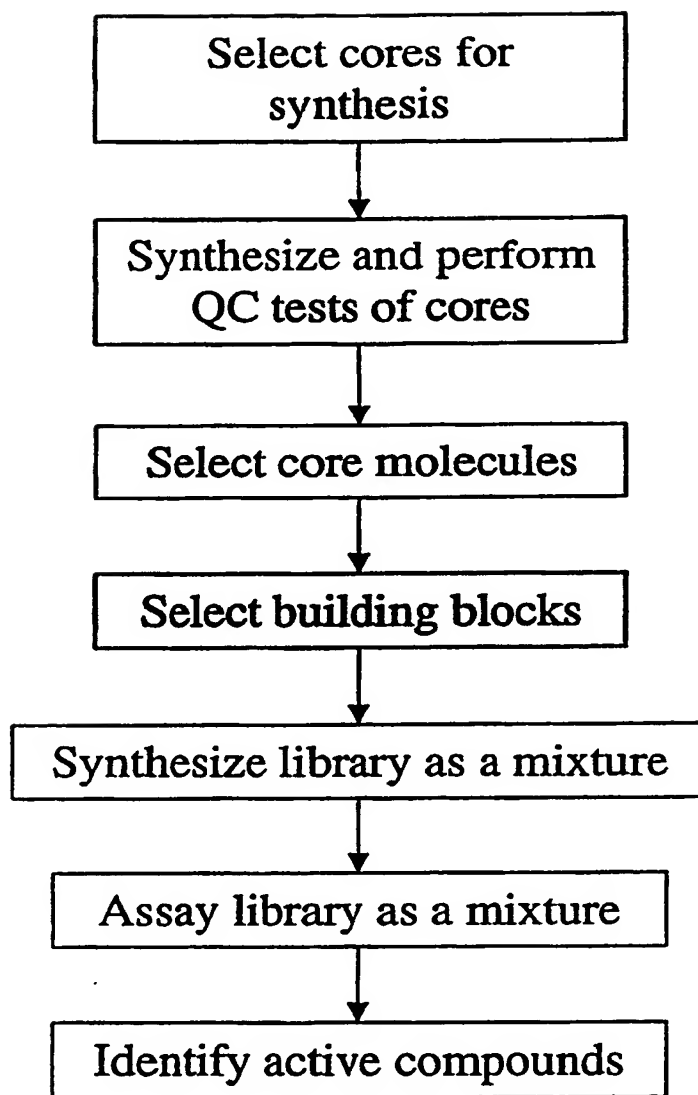 Select cores for
synthesis
Synthesize and perform
QC tests of cores
Select core molecules
Select building blocks
Synthesize library as a mixture
Assay library as a mixture
Identify active compounds